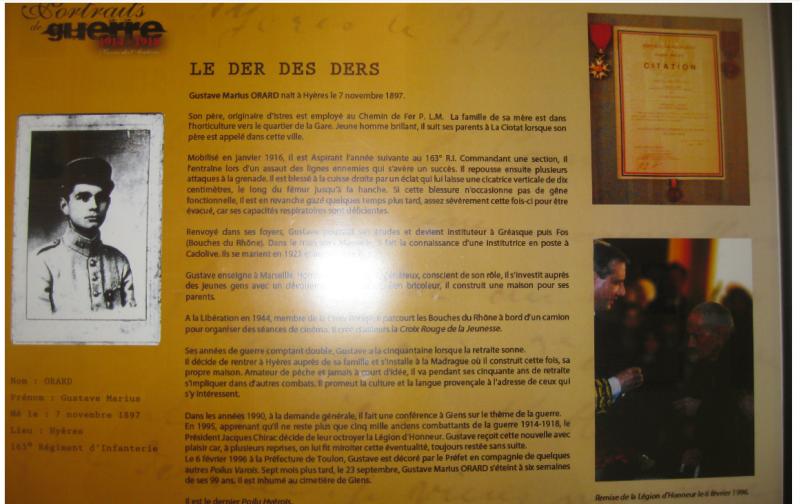 Portraits
de guerre
1914-1918
LE DER DES DERS
Gustave Marius ORARD naît à Hyères le 7 novembre 1897.
Son père, originaire d'Istres est employé au Chemin de Fer P. L.M. La famille de sa mère est dans
l'horticulture vers le quartier de la Gare. Jeune homme brillant, il suit ses parents à La Ciotat lorsque son
père est appelé dans cette ville.
Mobilisé en janvier 1916, il est Aspirant l'année suivante au 163° R.I. Commandant une section, il
l'entraîne lors d'un assaut des lignes ennemies qui s'avère un succès. Il repousse ensuite plusieurs
attaques à la grenade. Il est blessé à la cuisse droite par un éclat qui lui laisse une cicatrice verticale de dix
centimètres, le long du fémur jusqu'à la hanche. Si cette blessure n'occasionne pas de gêne
fonctionnelle, il est en revanche gazé quelques temps plus tard, assez sévèrement cette fois-ci pour être
évacué, car ses capacités respiratoires sont déficientes.
Renvoyé dans ses foyers, Gustave poursuit ses études et devient instituteur à Gréasque puis Fos
(Bouches du Rhône). Dans le fait la connaissance d'une institutrice en poste à
Cadolive. Ils se marient en 1923
Gustave enseigne à Marseille. généreux, conscient de son rôle, il s'investit auprès
des jeunes gens avec un bricoleur, il construit une maison pour ses
parents.
A la Libération en 1944, membre de la Croix Rouge, il parcourt les Bouches du Rhône à bord d'un camion
pour organiser des séances de cinéma. Il crée d'ailleurs la Croix Rouge de la Jeunesse.
Ses années de guerre comptant double, Gustave a la cinquantaine lorsque la retraite sonne.
Il décide de rentrer à Hyères auprès de sa famille et s'installe à la Madrague où il construit cette fois, sa
propre maison. Amateur de pêche et jamais à court d'idée, il va pendant ses cinquante ans de retraite
s'impliquer dans d'autres combats. Il promeut la culture et la langue provençale à l'adresse de ceux qui
s'y intéressent.
Dans les années 1990, à la demande générale, il fait une conférence à Giens sur le thème de la guerre.
En 1995, apprenant qu'il ne reste plus que cinq mille anciens combattants de la guerre 1914-1918, le
Président Jacques Chirac décide de leur octroyer la Légion d'Honneur. Gustave reçoit cette nouvelle avec
plaisir car, à plusieurs reprises, on lui fit miroiter cette éventualité, toujours restée sans suite.
Le 6 février 1996 à la Préfecture de Toulon, Gustave est décoré par le Préfet en compagnie de quelques
autres Poilus Varois. Sept mois plus tard, le 23 septembre, Gustave Marius ORARD s'éteint à six semaines
de ses 99 ans. Il est inhumé au cimetière de Giens.
Il est le dernier Poilu Hyérois.
Nom : ORARD
Prénom : Gustave Marius
Né le : 7 novembre 1897
Lieu : Hyères
163° Régiment d'Infanterie
CITATION
Remise de la Légion d'Honneur le 6 février 1996.